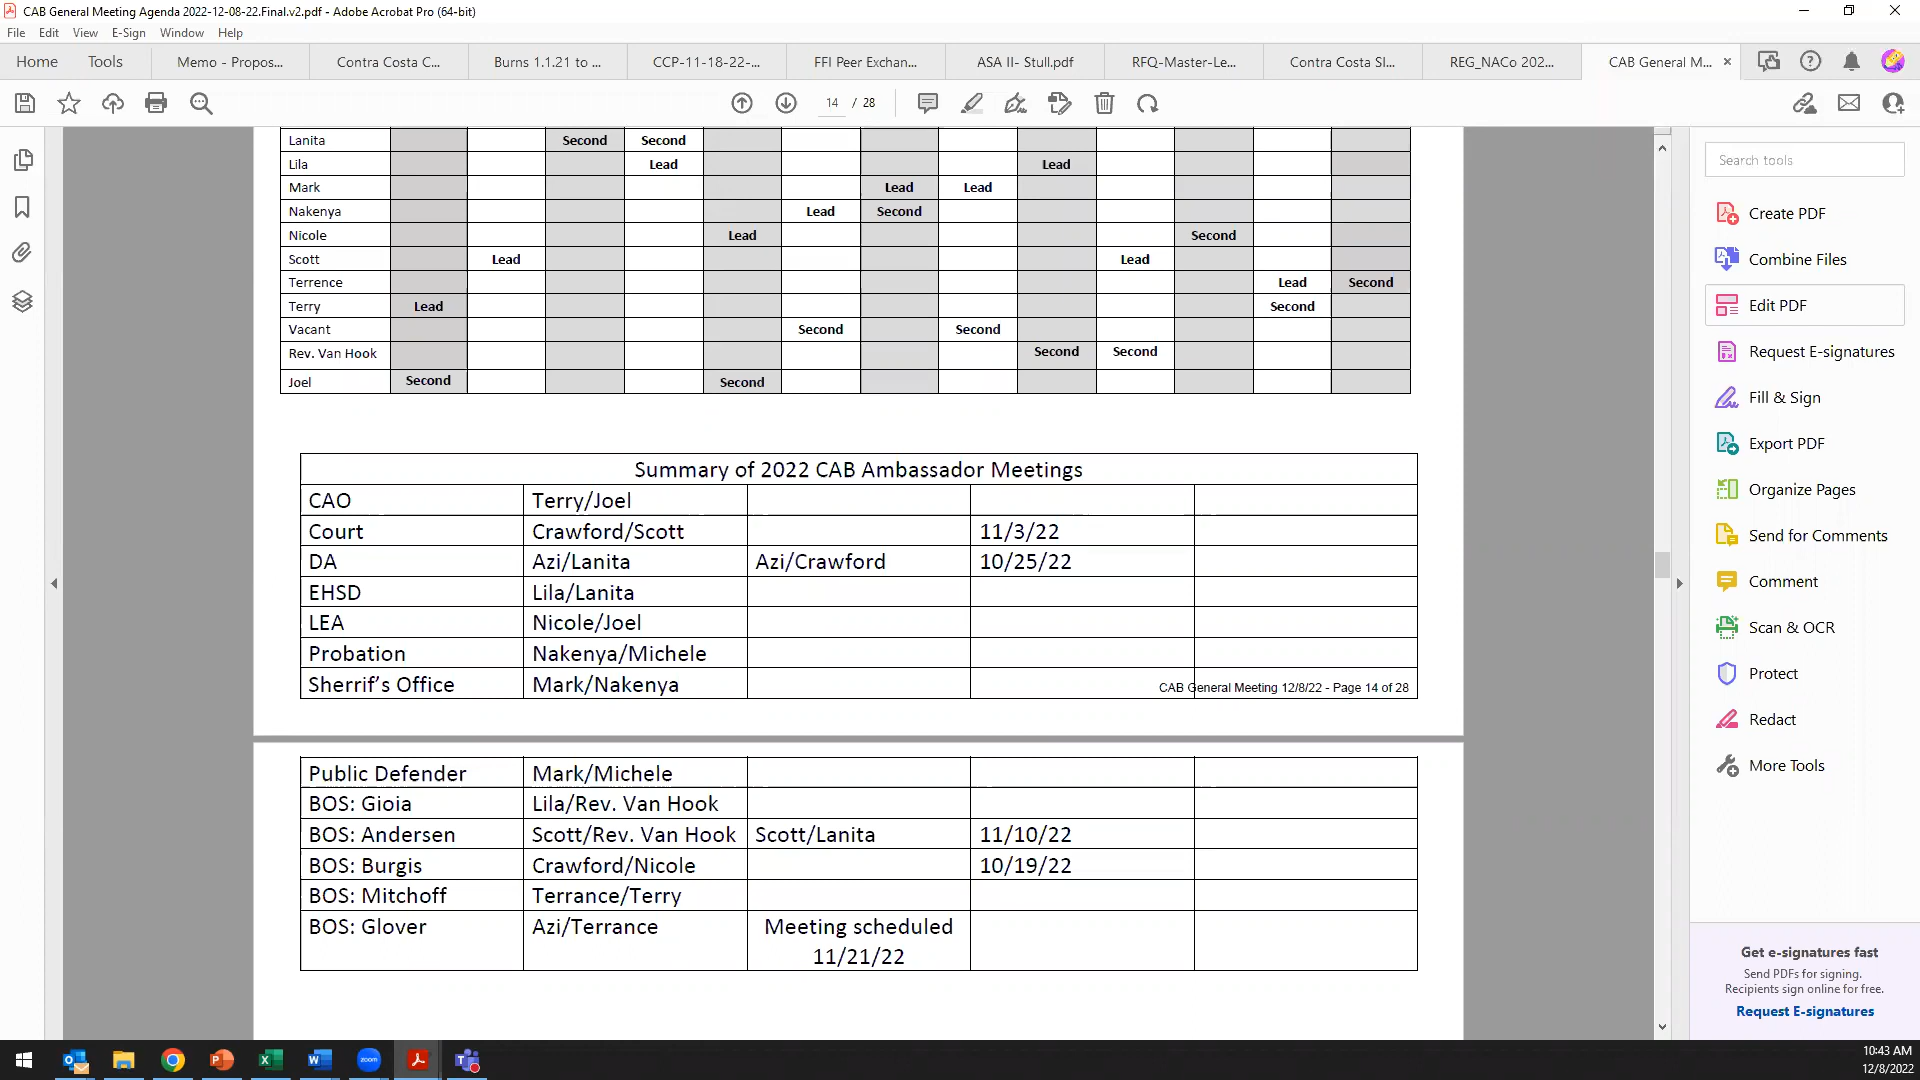 CAB General Meeting Agenda 2022-12-08-22.Final.v2.pdf - Adobe Acrobat Pro (64-bit)
File Edit View E-Sign Window Help
Home Tools Memo - Propos... Contra Costa C... Burns 1.1.21 to ... CCP-11-18-22-... FFI Peer Exchan... ASA II- Stull.pdf RFQ-Master-Le... Contra Costa Sl... REG_NACo 202... CAB General M... ×
14 / 28
Lanita Second Second
Lila Lead Lead
Mark Lead Lead
Nakenya Lead Second
Nicole Lead Second
Scott Lead Lead
Terrence Lead Second
Terry Lead Second
Vacant Second Second
Rev. Van Hook Second Second
Joel Second Second
Summary of 2022 CAB Ambassador Meetings
CAO Terry/Joel
Court Crawford/Scott 11/3/22
DA Azi/Lanita Azi/Crawford 10/25/22
EHSD Lila/Lanita
LEA Nicole/Joel
Probation Nakenya/Michele
Sherrif’s Office Mark/Nakenya
CAB General Meeting 12/8/22 - Page 14 of 28
Public Defender Mark/Michele
BOS: Gioia Lila/Rev. Van Hook
BOS: Andersen Scott/Rev. Van Hook Scott/Lanita 11/10/22
BOS: Burgis Crawford/Nicole 10/19/22
BOS: Mitchoff Terrance/Terry
BOS: Glover Azi/Terrance Meeting scheduled
11/21/22
Search tools
Create PDF
Combine Files
Edit PDF
Request E-signatures
Fill & Sign
Export PDF
Organize Pages
Send for Comments
Comment
Scan & OCR
Protect
Redact
More Tools
Get e-signatures fast
Send PDFs for signing.
Recipients sign online for free.
Request E-signatures
zoom
10:43 AM
12/8/2022